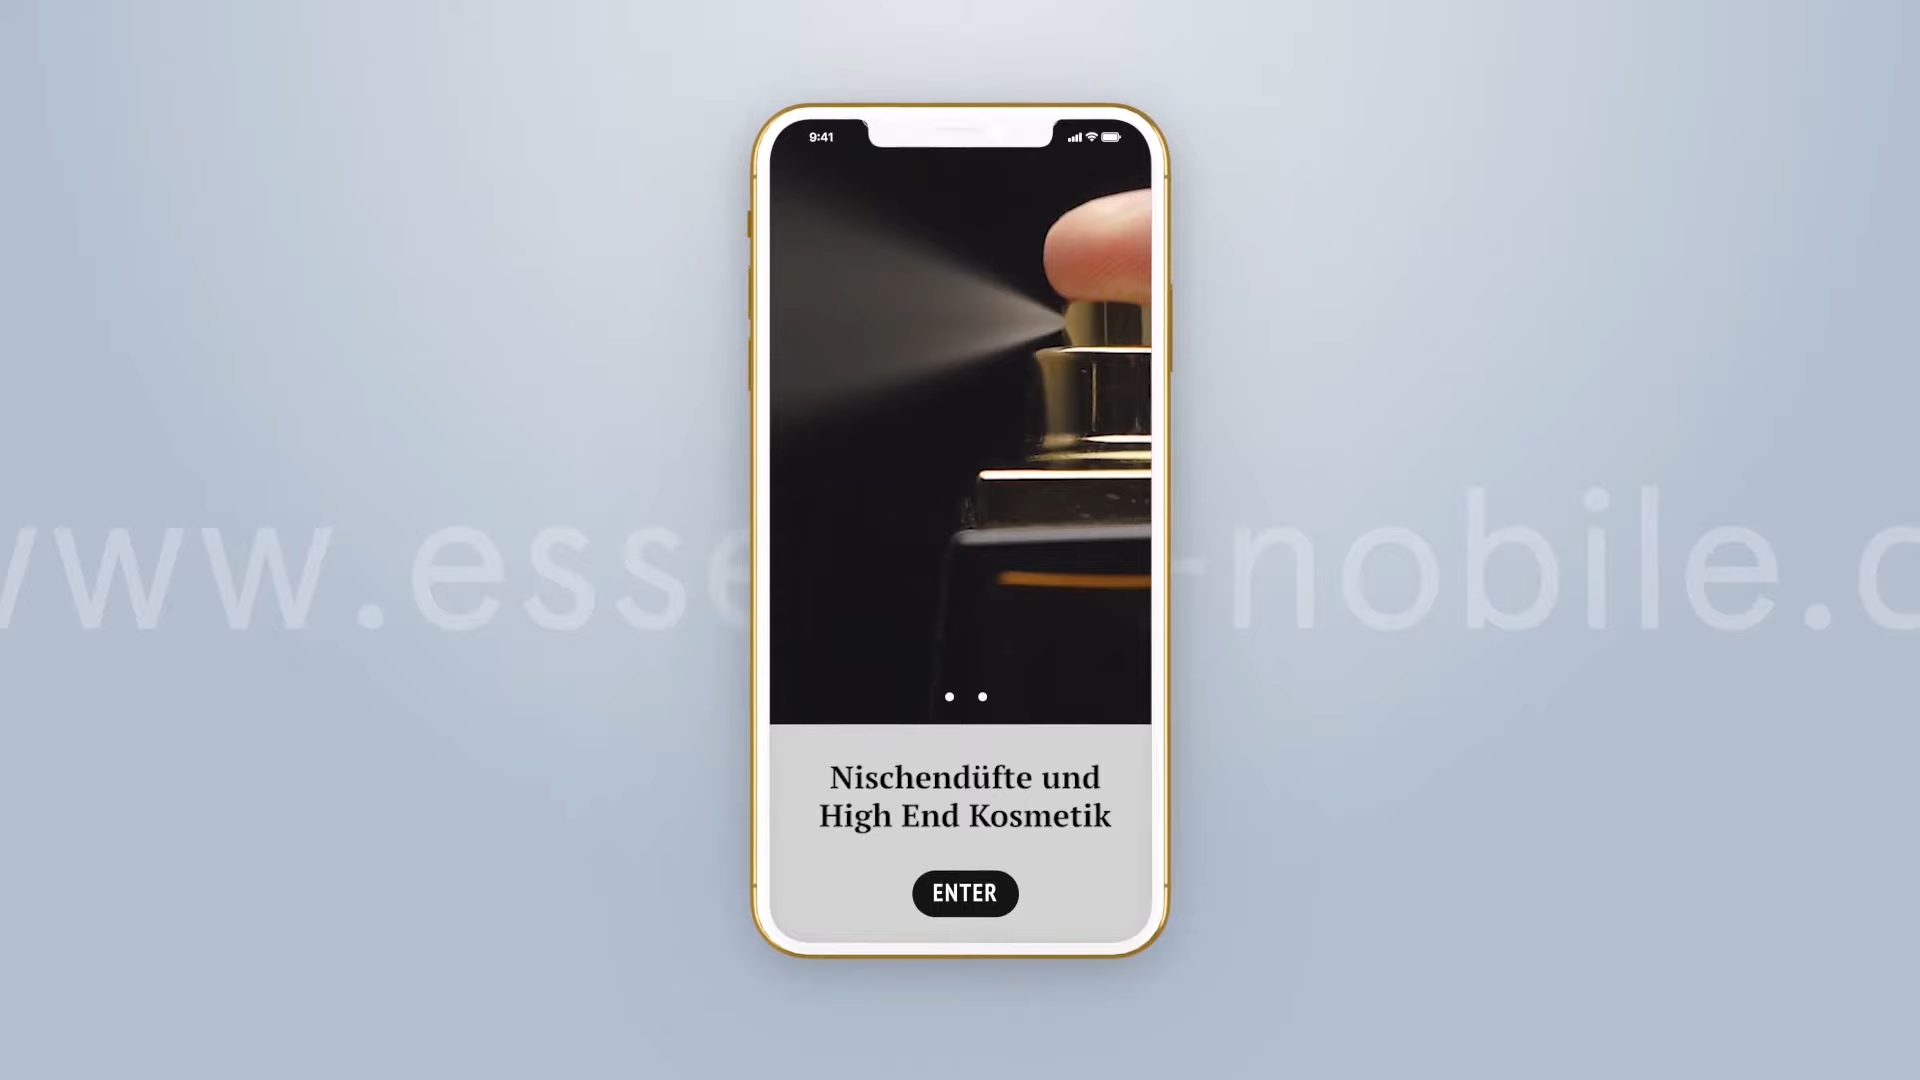 9:41
www.esse -nobile.
Nischendüfte und
High End Kosmetik
ENTER